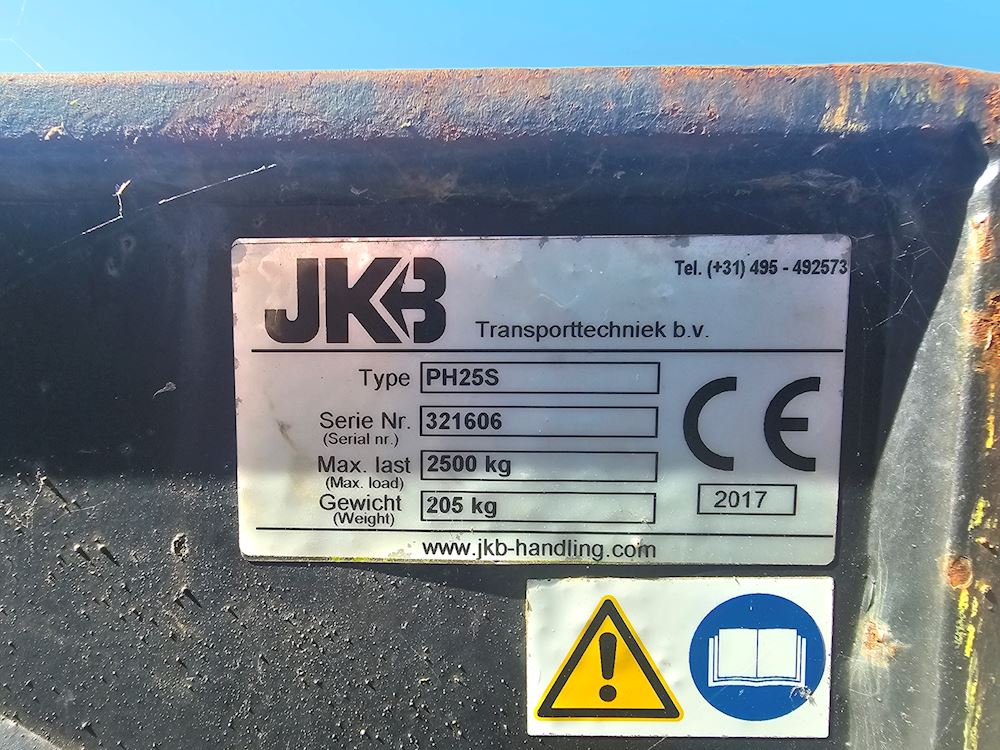 JKB Transporttechniek b.v.
Tel. (+31) 495 - 492573
Type PH25S
Serie Nr. 321606
(Serial nr.)
Max. last 2500 kg
(Max. load)
Gewicht 205 kg
(Weight)
CE
2017
www.jkb-handling.com